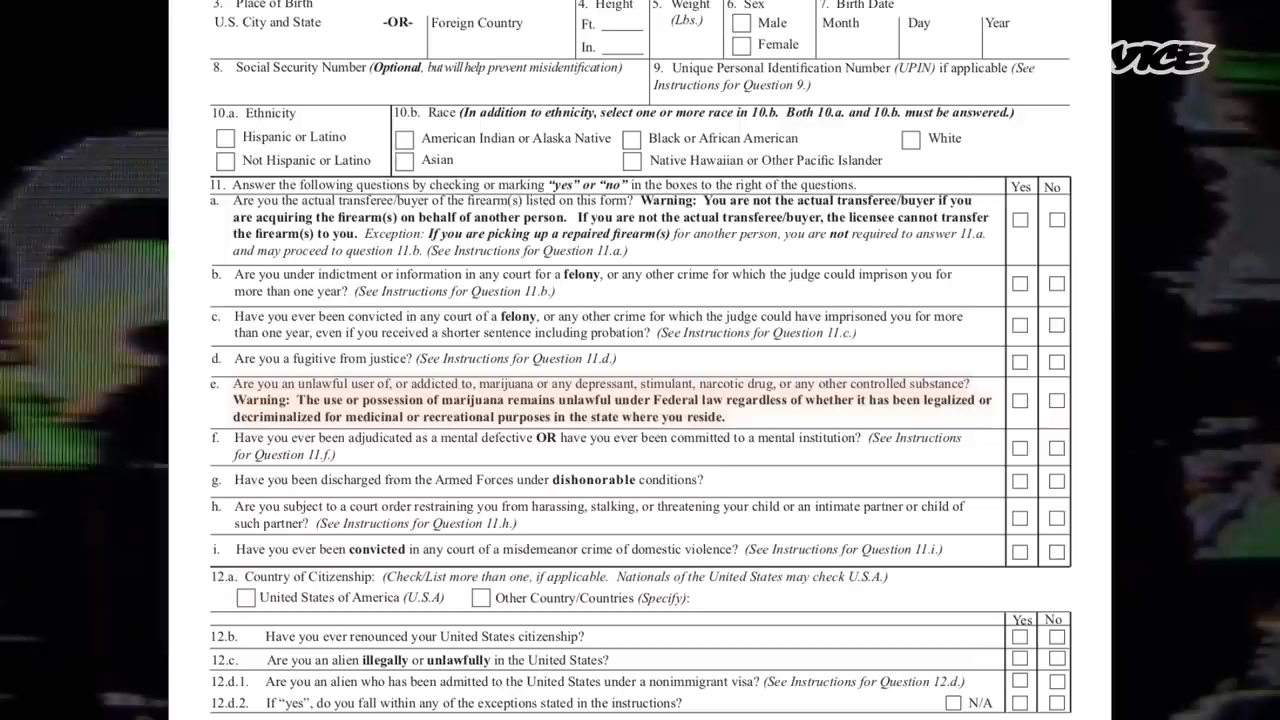 3. Place of Birth
4. Height
5. Weight
6. Sex
7. Birth Date
U.S. City and State -OR- Foreign Country
Ft. ____
(Lbs.)
Male
Month Day Year
In. ____
Female
8. Social Security Number (Optional, but will help prevent misidentification)
9. Unique Personal Identification Number (UPIN) if applicable (See
Instructions for Question 9.)
10.a. Ethnicity
10.b. Race (In addition to ethnicity, select one or more race in 10.b. Both 10.a. and 10.b. must be answered.)
Hispanic or Latino
American Indian or Alaska Native
Black or African American
White
Not Hispanic or Latino
Asian
Native Hawaiian or Other Pacific Islander
11. Answer the following questions by checking or marking “yes” or “no” in the boxes to the right of the questions.
Yes No
a. Are you the actual transferee/buyer of the firearm(s) listed on this form? Warning: You are not the actual transferee/buyer if you
are acquiring the firearm(s) on behalf of another person. If you are not the actual transferee/buyer, the licensee cannot transfer
the firearm(s) to you. Exception: If you are picking up a repaired firearm(s) for another person, you are not required to answer 11.a.
and may proceed to question 11.b. (See Instructions for Question 11.a.)
b. Are you under indictment or information in any court for a felony, or any other crime for which the judge could imprison you for
more than one year? (See Instructions for Question 11.b.)
c. Have you ever been convicted in any court of a felony, or any other crime for which the judge could have imprisoned you for more
than one year, even if you received a shorter sentence including probation? (See Instructions for Question 11.c.)
d. Are you a fugitive from justice? (See Instructions for Question 11.d.)
e. Are you an unlawful user of, or addicted to, marijuana or any depressant, stimulant, narcotic drug, or any other controlled substance?
Warning: The use or possession of marijuana remains unlawful under Federal law regardless of whether it has been legalized or
decriminalized for medicinal or recreational purposes in the state where you reside.
f. Have you ever been adjudicated as a mental defective OR have you ever been committed to a mental institution? (See Instructions
for Question 11.f.)
g. Have you been discharged from the Armed Forces under dishonorable conditions?
h. Are you subject to a court order restraining you from harassing, stalking, or threatening your child or an intimate partner or child of
such partner? (See Instructions for Question 11.h.)
i. Have you ever been convicted in any court of a misdemeanor crime of domestic violence? (See Instructions for Question 11.i.)
12.a. Country of Citizenship: (Check/List more than one, if applicable. Nationals of the United States may check U.S.A.)
United States of America (U.S.A)
Other Country/Countries (Specify):
Yes No
12.b. Have you ever renounced your United States citizenship?
12.c. Are you an alien illegally or unlawfully in the United States?
12.d.1. Are you an alien who has been admitted to the United States under a nonimmigrant visa? (See Instructions for Question 12.d.)
12.d.2. If “yes”, do you fall within any of the exceptions stated in the instructions?
N/A
VICE